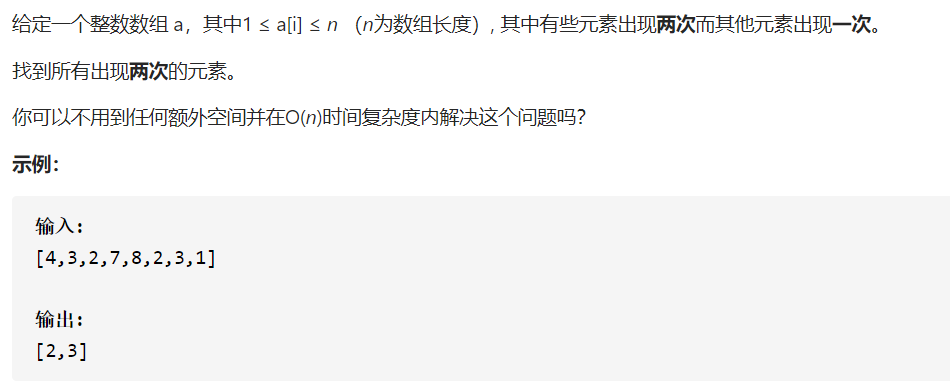 给定一个整数数组 a，其中1 ≤ a[i] ≤ n （n为数组长度）, 其中有些元素出现两次而其他元素出现一次。
找到所有出现两次的元素。
你可以不用到任何额外空间并在O(n)时间复杂度内解决这个问题吗？
示例：
输入:
[4,3,2,7,8,2,3,1]
输出:
[2,3]